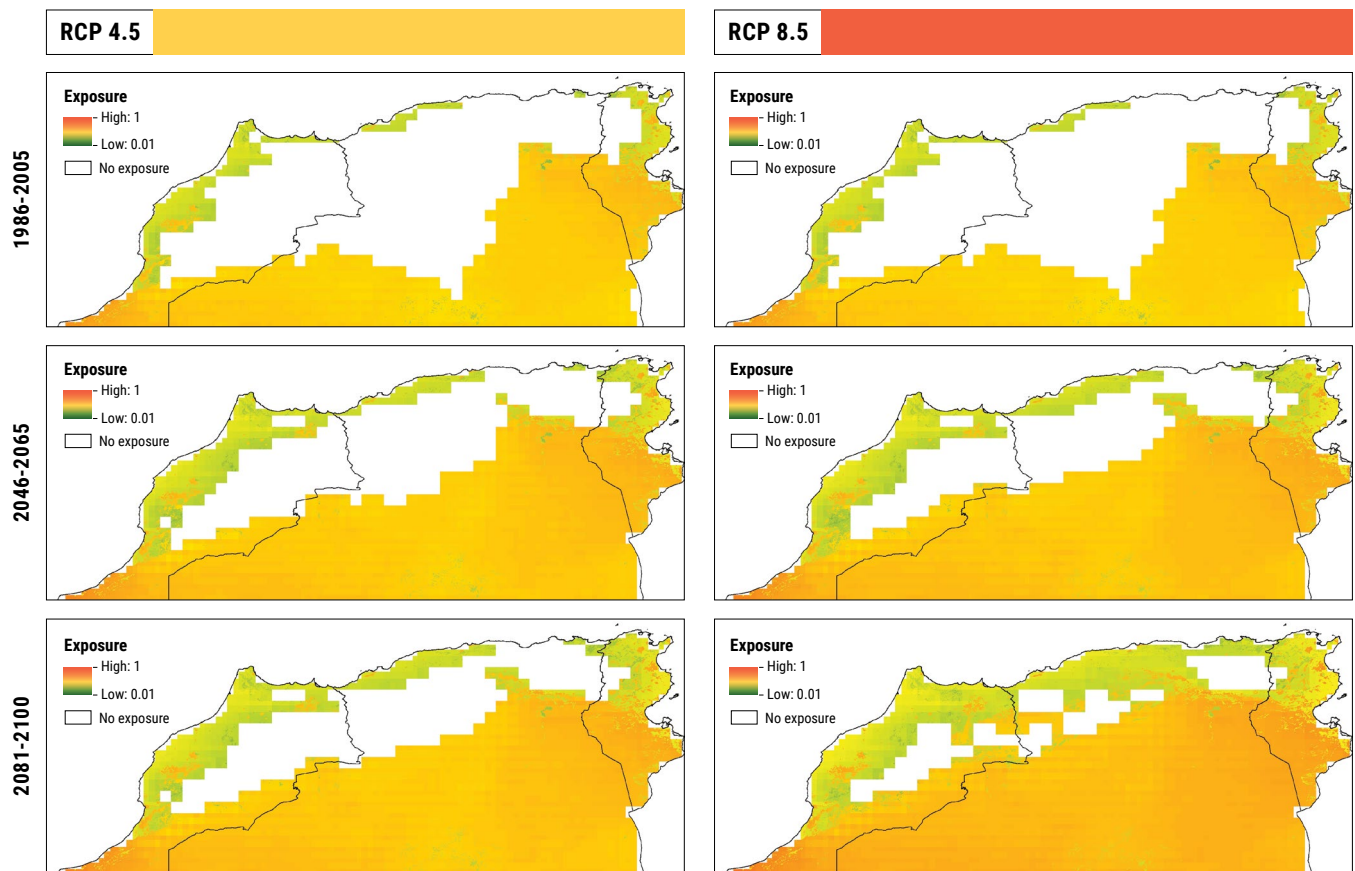 RCP 4.5
RCP 8.5
1986-2005
Exposure
High: 1
Low: 0.01
No exposure
Exposure
High: 1
Low: 0.01
No exposure
2046-2065
Exposure
High: 1
Low: 0.01
No exposure
Exposure
High: 1
Low: 0.01
No exposure
2081-2100
Exposure
High: 1
Low: 0.01
No exposure
Exposure
High: 1
Low: 0.01
No exposure